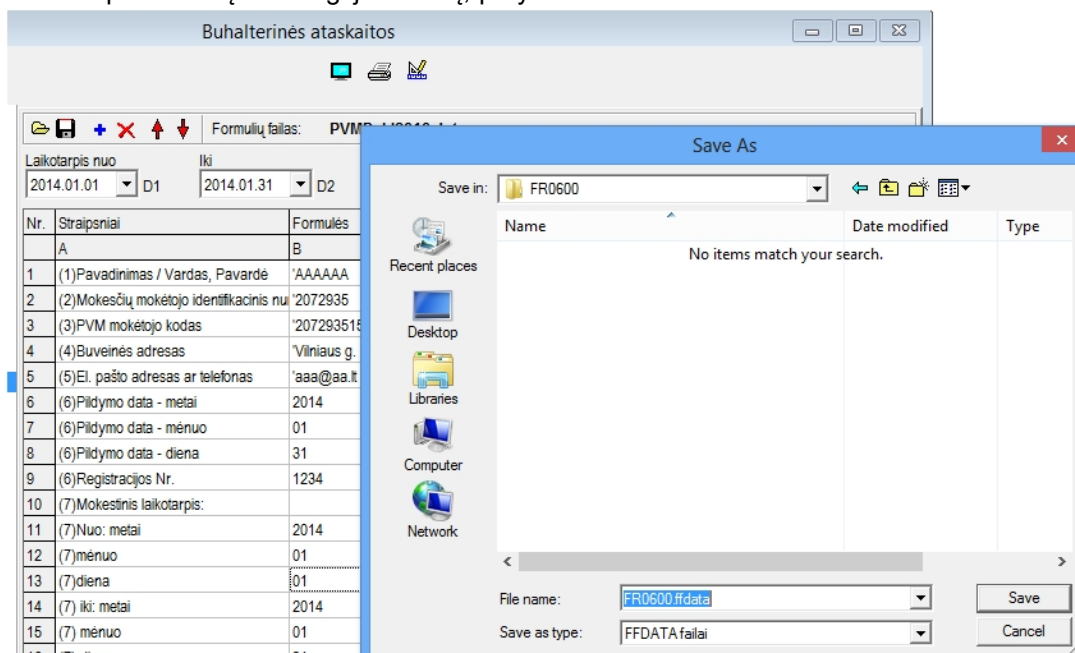 Buhalterinės ataskaitos
Formulių failas: PVM
Laikotarpis nuo Iki
2014.01.01 D1 2014.01.31 D2
Nr. Straipsniai Formulės
A B
1 (1)Pavadinimas / Vardas, Pavardė 'AAAAAA
2 (2)Mokesčių mokėtojo identifikacinis nu '2072935
3 (3)PVM mokėtojo kodas '207293515
4 (4)Buveinės adresas 'Vilniaus g.
5 (5)El. pašto adresas ar telefonas 'aaa@aa.lt
6 (6)Pildymo data - metai 2014
7 (6)Pildymo data - mėnuo 01
8 (6)Pildymo data - diena 31
9 (6)Registracijos Nr. 1234
10 (7)Mokestinis laikotarpis:
11 (7)Nuo: metai 2014
12 (7)mėnuo 01
13 (7)diena 01
14 (7) iki: metai 2014
15 (7) mėnuo 01
Save As
Save in: FR0600
Name Date modified Type
No items match your search.
Recent places
Desktop
Libraries
Computer
Network
File name: FR0600.ffdata Save
Save as type: FFDATA failai Cancel